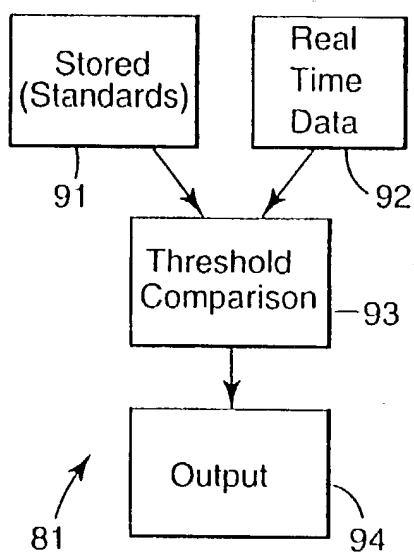 Stored
(Standards)
Real
Time
Data
91
92
Threshold
Comparison
93
Output
81
94